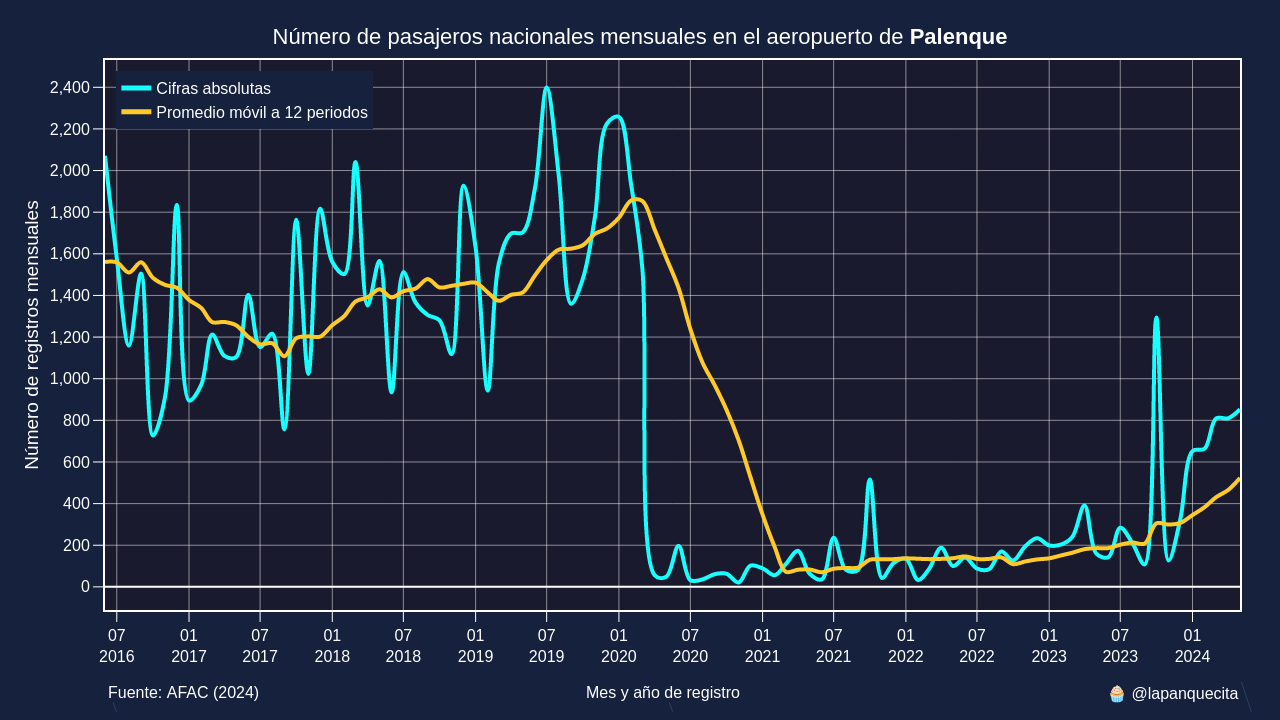 Número de pasajeros nacionales mensuales en el aeropuerto de Palenque
Cifras absolutas
Promedio móvil a 12 periodos
Número de registros mensuales
2,400
2,200
2,000
1,800
1,600
1,400
1,200
1,000
800
600
400
200
0
07 01 07 01 07 01 07 01 07 01 07 01 07 01 07 01
2016 2017 2017 2018 2018 2019 2019 2020 2020 2021 2021 2022 2022 2023 2023 2024
Fuente: AFAC (2024)
Mes y año de registro
🧁 @lapanquecita